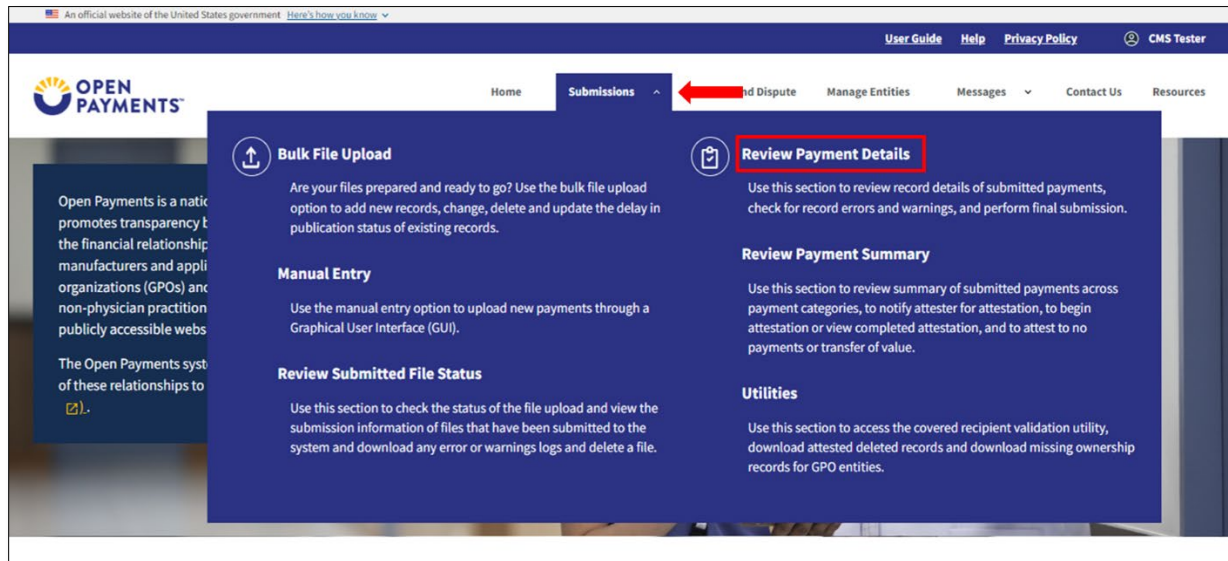 An official website of the United States government Here's how you know
User Guide Help Privacy Policy CMS Tester
OPEN
PAYMENTS
Home Submissions nd Dispute Manage Entities Messages Contact Us Resources
Bulk File Upload
Are your files prepared and ready to go? Use the bulk file upload
option to add new records, change, delete and update the delay in
publication status of existing records.
Manual Entry
Use the manual entry option to upload new payments through a
Graphical User Interface (GUI).
Review Submitted File Status
Use this section to check the status of the file upload and view the
submission information of files that have been submitted to the
system and download any error or warnings logs and delete a file.
Review Payment Details
Use this section to review record details of submitted payments,
check for record errors and warnings, and perform final submission.
Review Payment Summary
Use this section to review summary of submitted payments across
payment categories, to notify attester for attestation, to begin
attestation or view completed attestation, and to attest to no
payments or transfer of value.
Utilities
Use this section to access the covered recipient validation utility,
download attested deleted records and download missing ownership
records for GPO entities.
Open Payments is a natio
promotes transparency b
the financial relationship
manufacturers and appli
organizations (GPOs) and
non-physician practition
publicly accessible webs
The Open Payments syst
of these relationships to
).